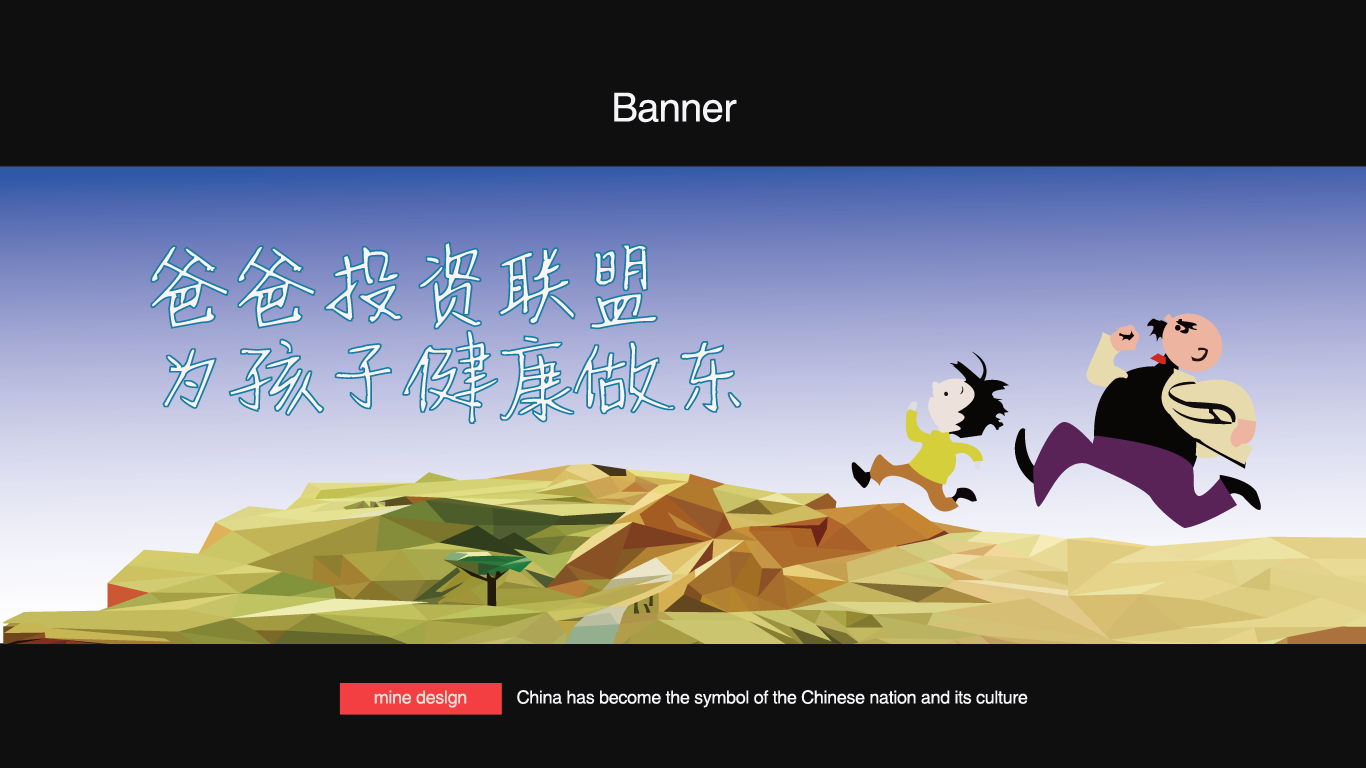 Banner
爸爸投资联盟
为孩子健康做东
mine design
China has become the symbol of the Chinese nation and its culture